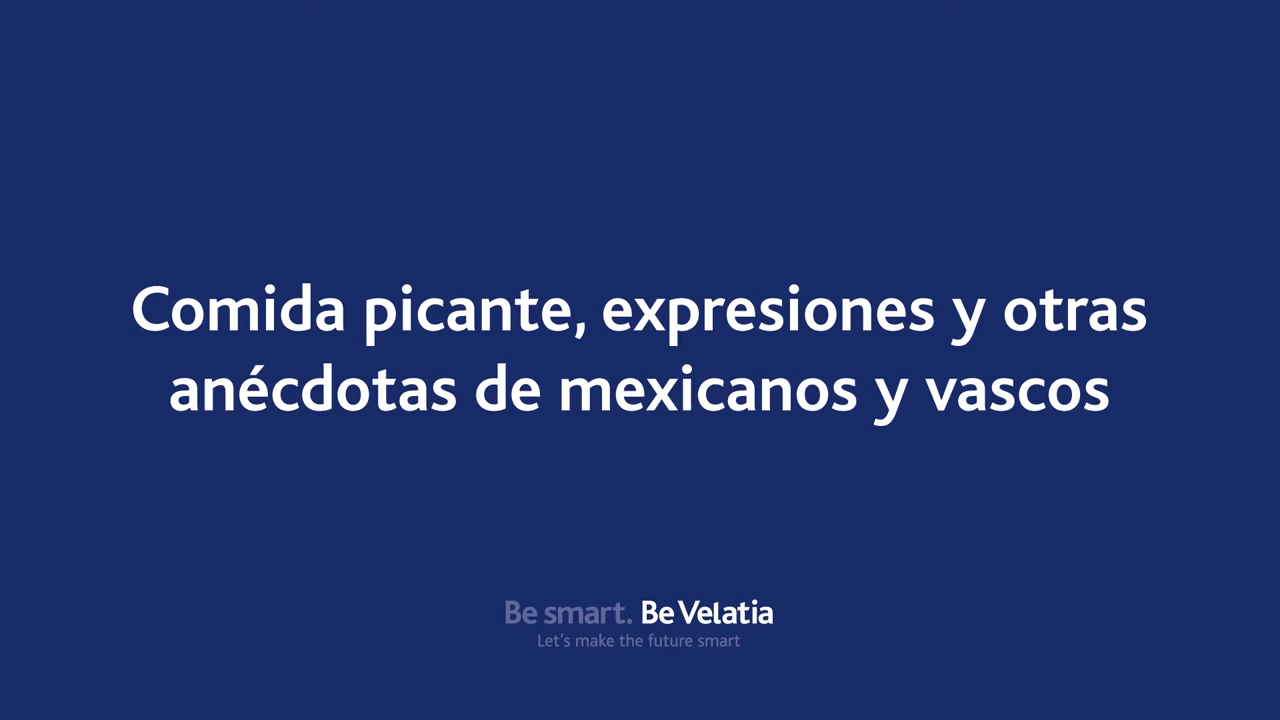 Comida picante, expresiones y otras
anécdotas de mexicanos y vascos
Be smart. Be Velatia
Let's make the future smart